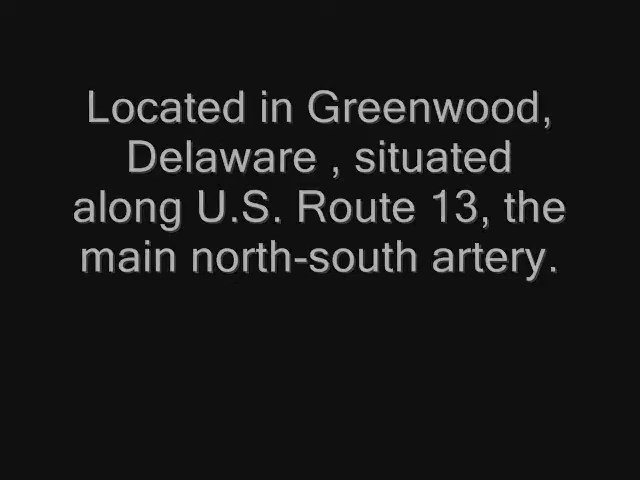 Located in Greenwood,
Delaware , situated
along U.S. Route 13, the
main north-south artery.